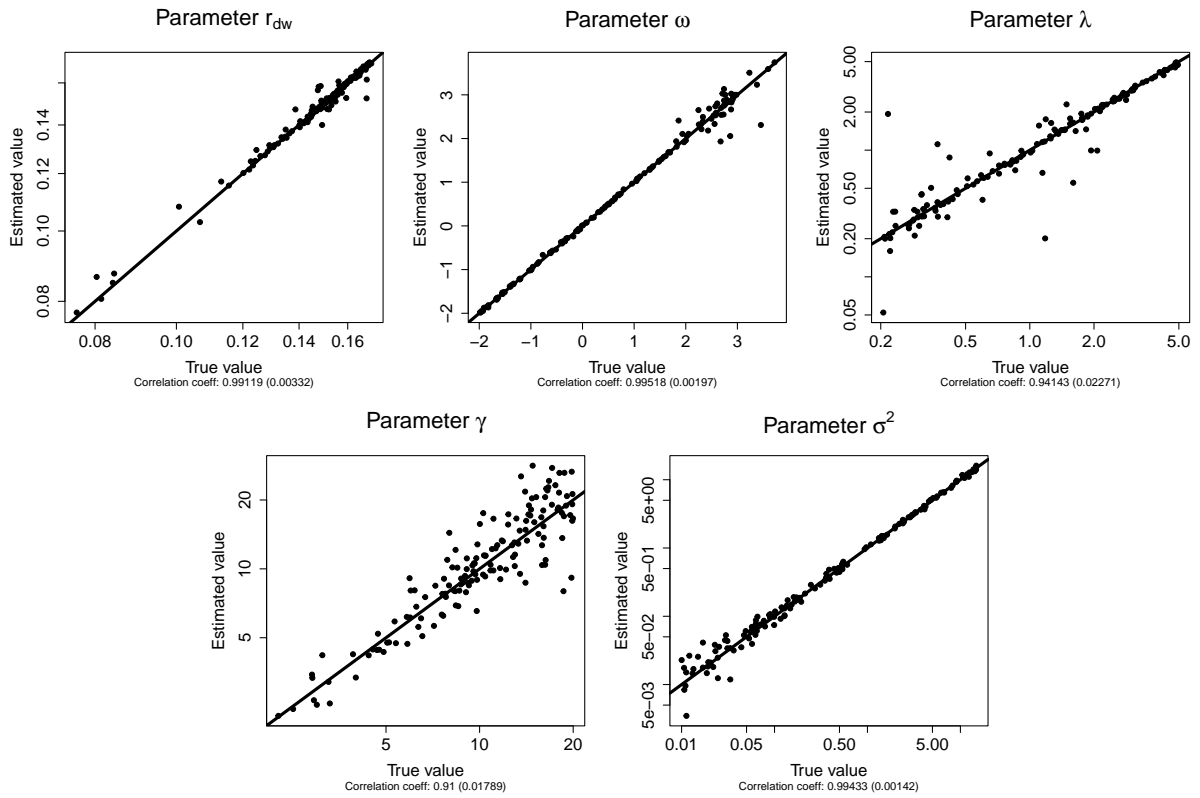 Parameter r_dw
Parameter ω
Parameter λ
Estimated value
0.08 0.10 0.12 0.14
0.08 0.10 0.12 0.14 0.16
True value
Correlation coeff: 0.99119 (0.00332)
Estimated value
−2 −1 0 1 2 3
−2 −1 0 1 2 3
True value
Correlation coeff: 0.99518 (0.00197)
Estimated value
0.05 0.20 0.50 2.00 5.00
0.2 0.5 1.0 2.0 5.0
True value
Correlation coeff: 0.94143 (0.02271)
Parameter γ
Parameter σ²
Estimated value
5 10 20
5 10 20
True value
Correlation coeff: 0.91 (0.01789)
Estimated value
5e−03 5e−02 5e−01 5e+00
0.01 0.05 0.50 5.00
True value
Correlation coeff: 0.99433 (0.00142)